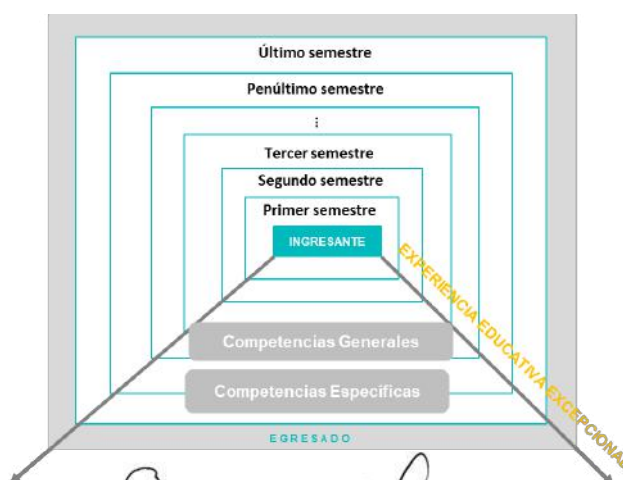 Último semestre
Penúltimo semestre
⋮
Tercer semestre
Segundo semestre
Primer semestre
INGRESANTE
EXPERIENCIA EDUCATIVA EXCEPCIONAL
Competencias Generales
Competencias Específicas
EGRESADO